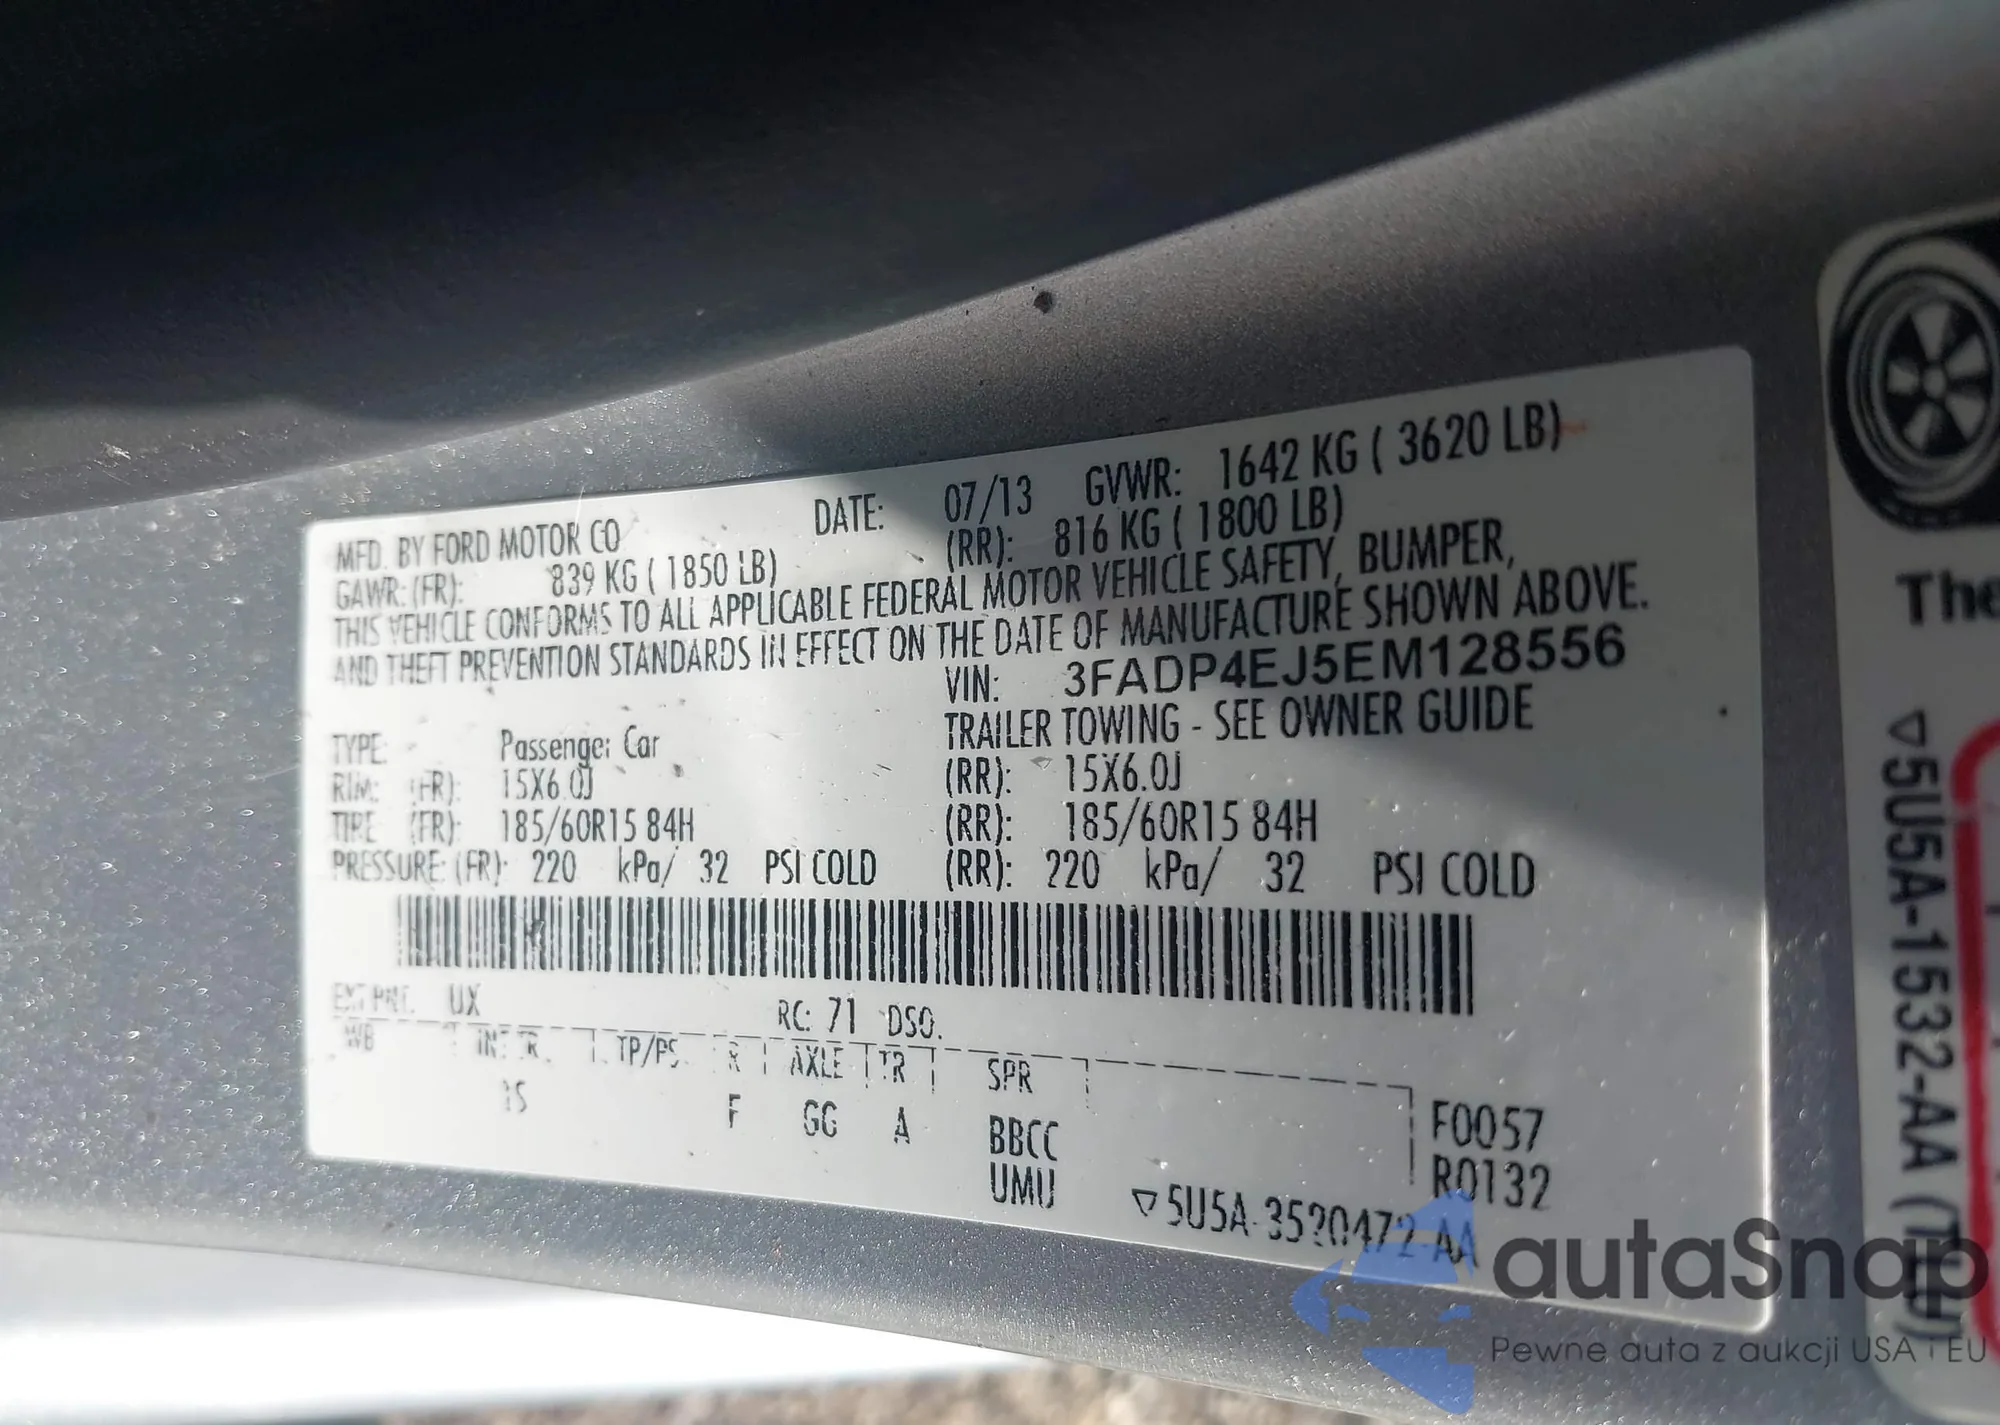 MFD. BY FORD MOTOR CO DATE: 07/13 GVWR: 1642 KG ( 3620 LB)
GAWR: (FR): 839 KG ( 1850 LB) (RR): 816 KG ( 1800 LB)
THIS VEHICLE CONFORMS TO ALL APPLICABLE FEDERAL MOTOR VEHICLE SAFETY, BUMPER,
AND THEFT PREVENTION STANDARDS IN EFFECT ON THE DATE OF MANUFACTURE SHOWN ABOVE.
VIN: 3FADP4EJ5EM128556
TYPE: Passenger Car TRAILER TOWING - SEE OWNER GUIDE
RIM: (FR): 15X6.0J (RR): 15X6.0J
TIRE (FR): 185/60R15 84H (RR): 185/60R15 84H
PRESSURE: (FR): 220 kPa/ 32 PSI COLD (RR): 220 kPa/ 32 PSI COLD
EXT PNT: UX RC: 71 DSO:
WB INT TR TP/PS R AXLE TR SPR
F GG A BBCC F0057
UMU R0132
▽5U5A-3520472-AA
The
▽5U5A-1532-AA (TLU)
autaSnap
Pewne auta z aukcji USA i EU